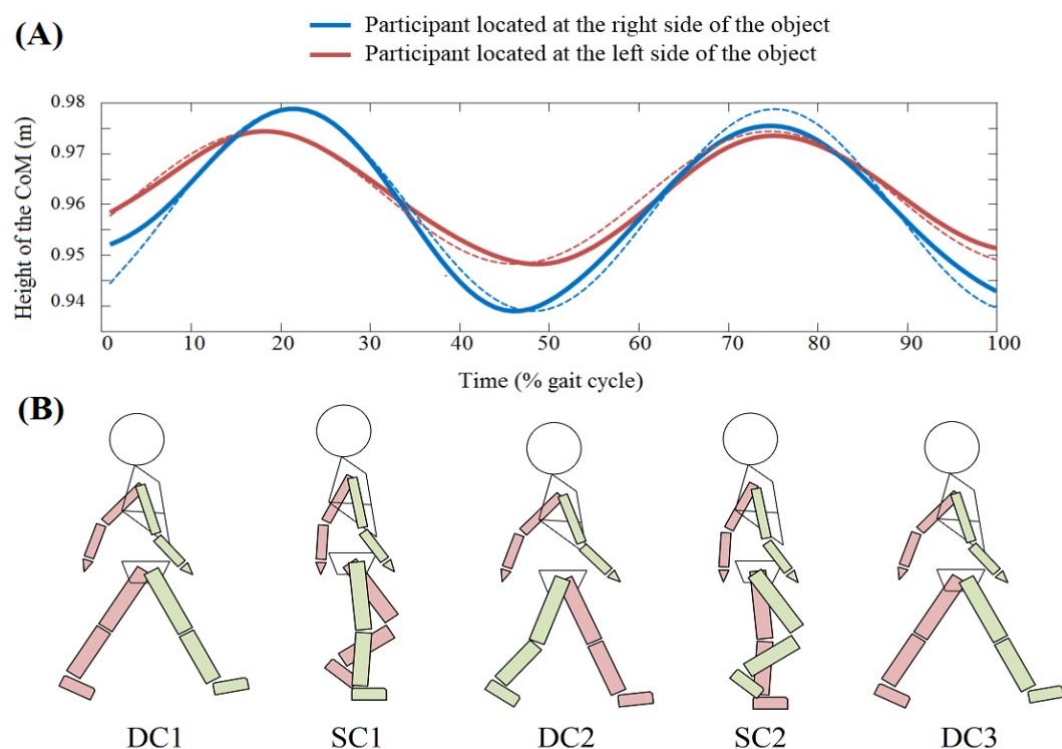 (A)
Participant located at the right side of the object
Participant located at the left side of the object
Height of the CoM (m)
0.98
0.97
0.96
0.95
0.94
0 10 20 30 40 50 60 70 80 90 100
Time (% gait cycle)
(B)
DC1 SC1 DC2 SC2 DC3